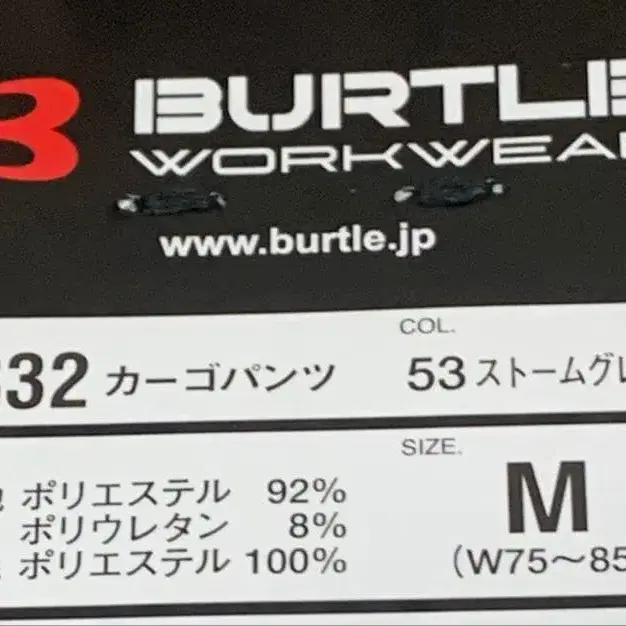 BURTLE
WORKWEA
www.burtle.jp
COL.
32 カーゴパンツ 53 ストームグレ
SIZE.
ポリエステル 92%
M
ポリウレタン 8%
ポリエステル 100%
(W75～85